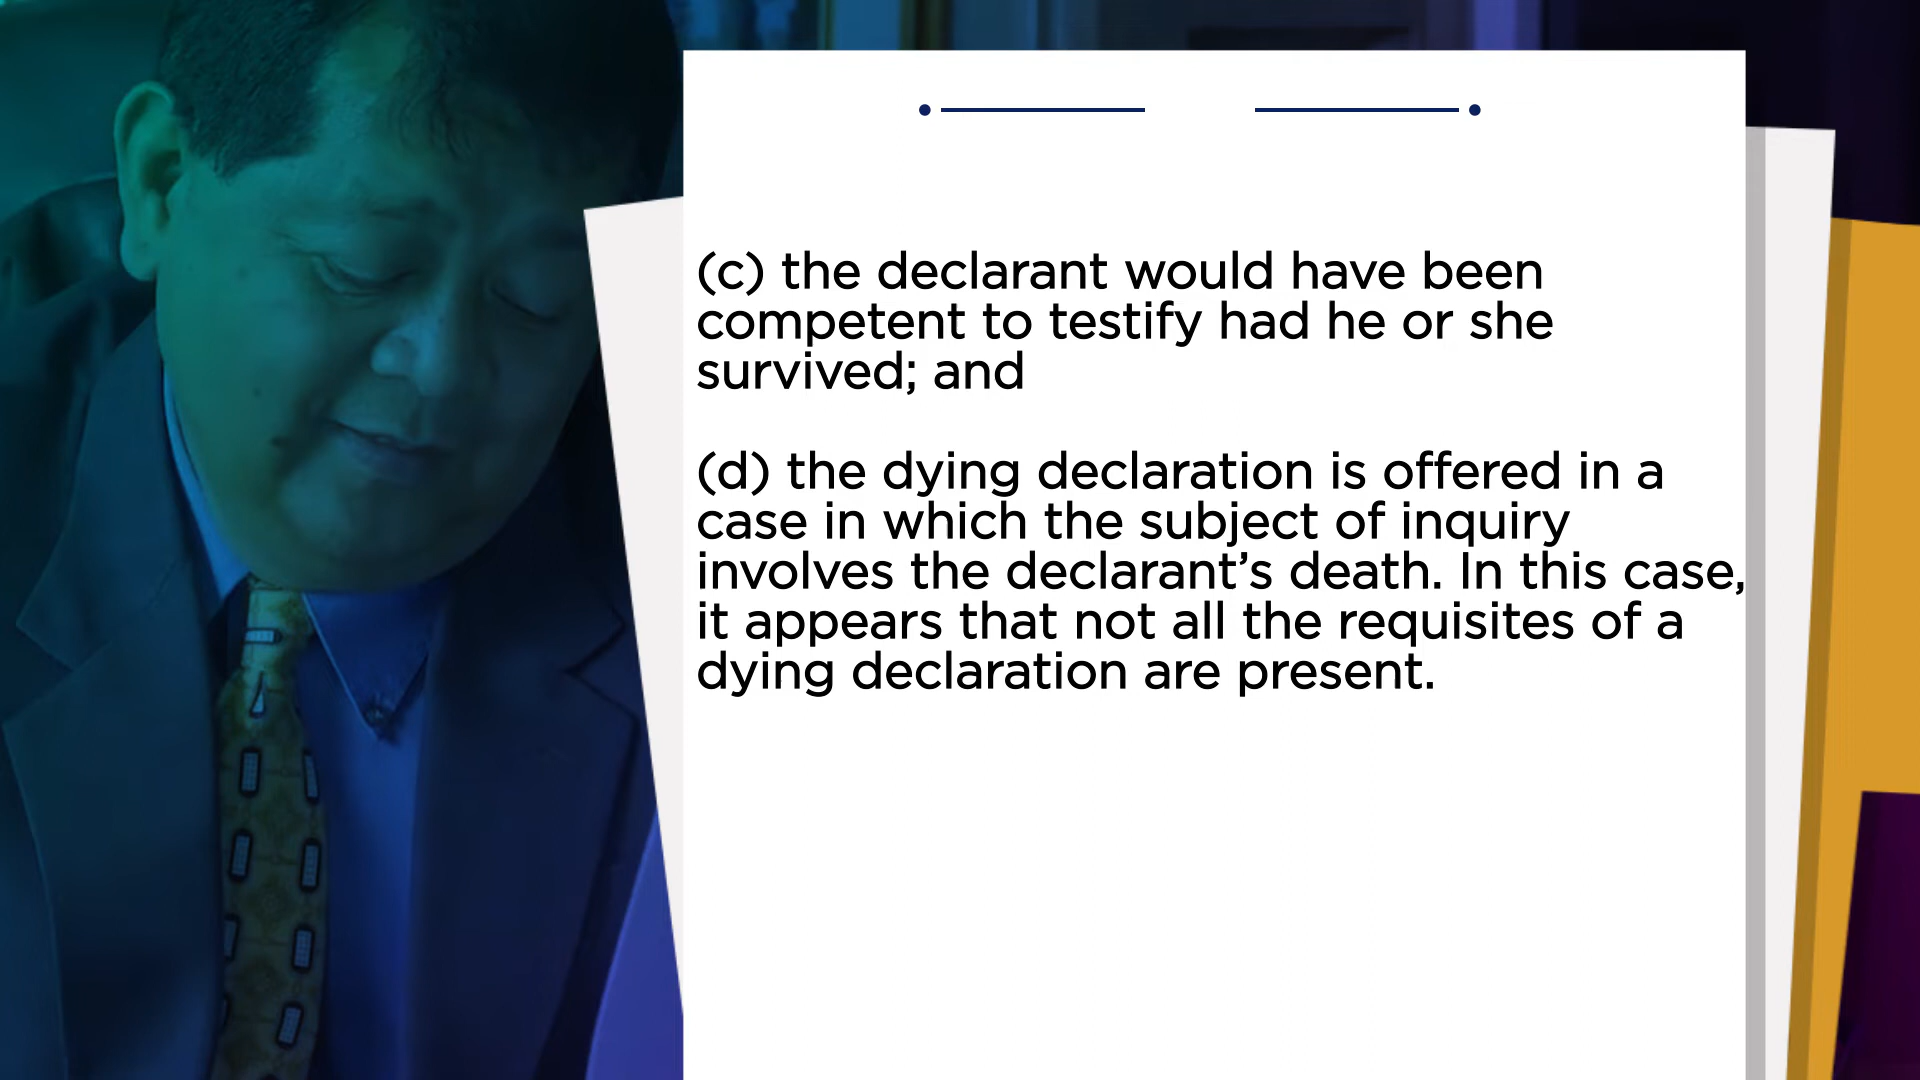 (c) the declarant would have been
competent to testify had he or she
survived; and
(d) the dying declaration is offered in a
case in which the subject of inquiry
involves the declarant’s death. In this case,
it appears that not all the requisites of a
dying declaration are present.